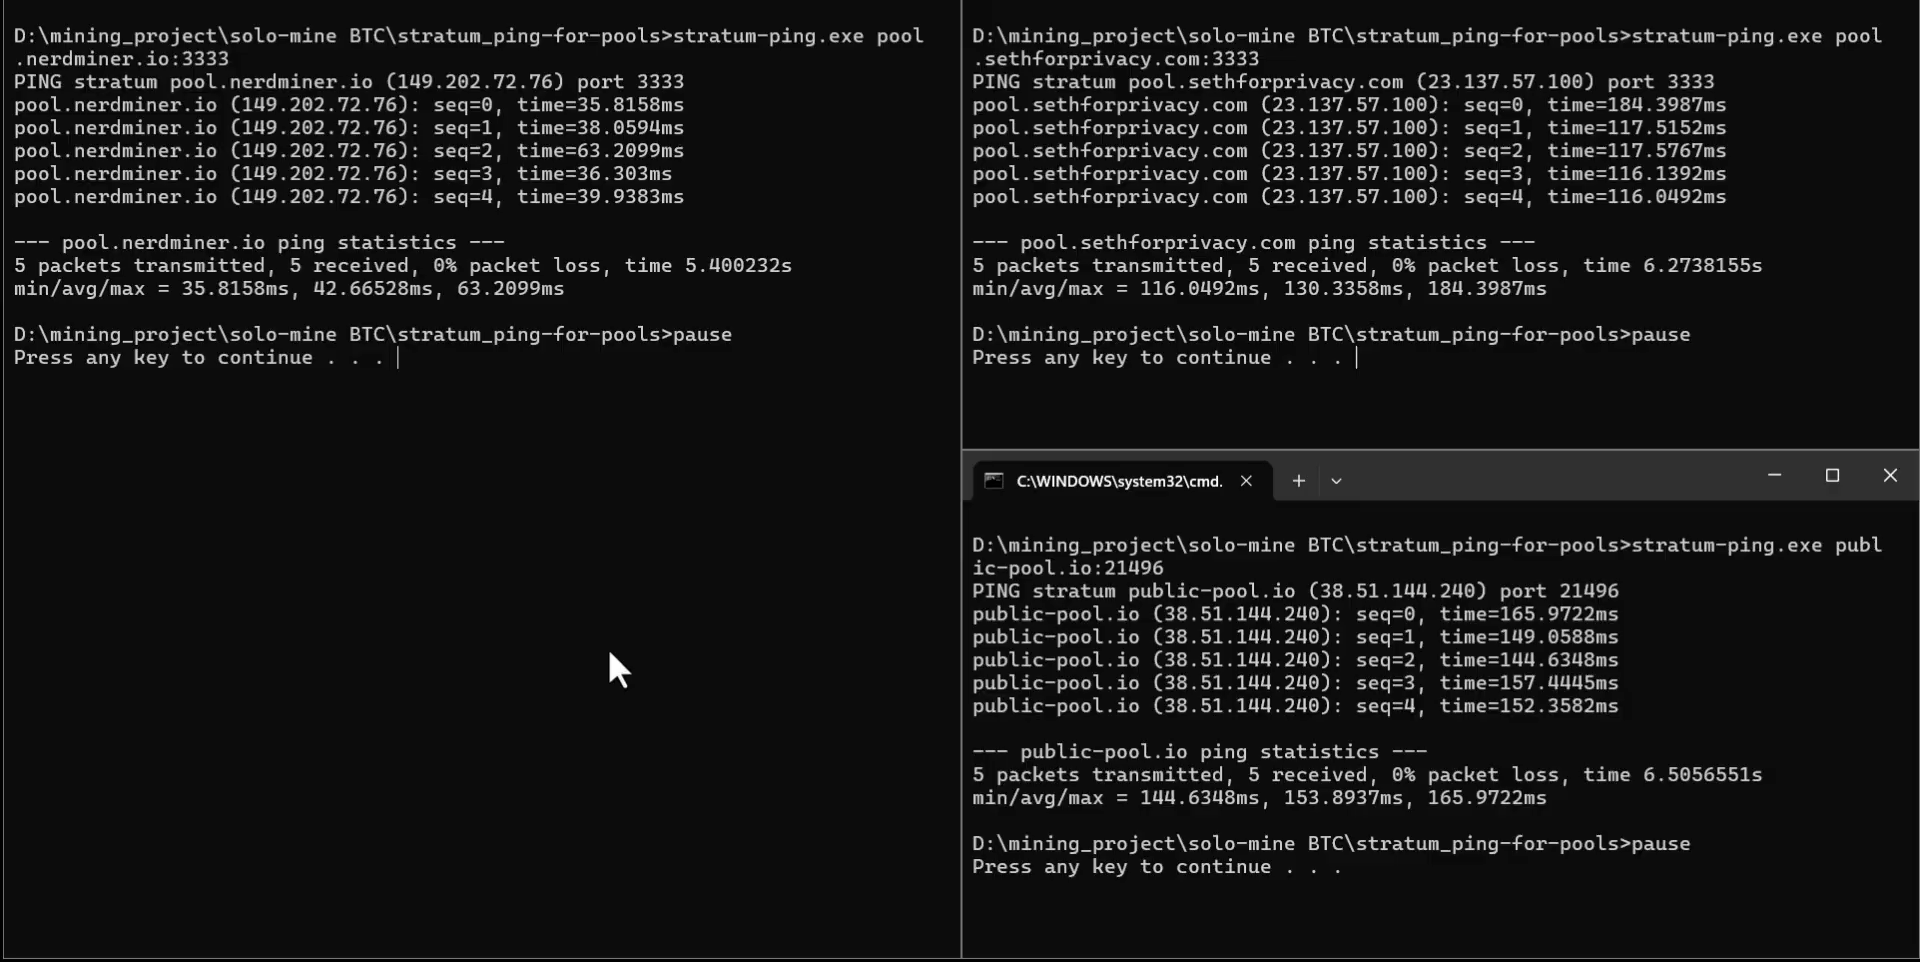 D:\mining_project\solo-mine BTC\stratum_ping-for-pools>stratum-ping.exe pool
.nerdminer.io:3333
PING stratum pool.nerdminer.io (149.202.72.76) port 3333
pool.nerdminer.io (149.202.72.76): seq=0, time=35.8158ms
pool.nerdminer.io (149.202.72.76): seq=1, time=38.0594ms
pool.nerdminer.io (149.202.72.76): seq=2, time=63.2099ms
pool.nerdminer.io (149.202.72.76): seq=3, time=36.303ms
pool.nerdminer.io (149.202.72.76): seq=4, time=39.9383ms
--- pool.nerdminer.io ping statistics ---
5 packets transmitted, 5 received, 0% packet loss, time 5.400232s
min/avg/max = 35.8158ms, 42.66528ms, 63.2099ms
D:\mining_project\solo-mine BTC\stratum_ping-for-pools>pause
Press any key to continue . . .
D:\mining_project\solo-mine BTC\stratum_ping-for-pools>stratum-ping.exe pool
.sethforprivacy.com:3333
PING stratum pool.sethforprivacy.com (23.137.57.100) port 3333
pool.sethforprivacy.com (23.137.57.100): seq=0, time=184.3987ms
pool.sethforprivacy.com (23.137.57.100): seq=1, time=117.5152ms
pool.sethforprivacy.com (23.137.57.100): seq=2, time=117.5767ms
pool.sethforprivacy.com (23.137.57.100): seq=3, time=116.1392ms
pool.sethforprivacy.com (23.137.57.100): seq=4, time=116.0492ms
--- pool.sethforprivacy.com ping statistics ---
5 packets transmitted, 5 received, 0% packet loss, time 6.2738155s
min/avg/max = 116.0492ms, 130.3358ms, 184.3987ms
D:\mining_project\solo-mine BTC\stratum_ping-for-pools>pause
Press any key to continue . . .
C:\WINDOWS\system32\cmd.
D:\mining_project\solo-mine BTC\stratum_ping-for-pools>stratum-ping.exe publ
ic-pool.io:21496
PING stratum public-pool.io (38.51.144.240) port 21496
public-pool.io (38.51.144.240): seq=0, time=165.9722ms
public-pool.io (38.51.144.240): seq=1, time=149.0588ms
public-pool.io (38.51.144.240): seq=2, time=144.6348ms
public-pool.io (38.51.144.240): seq=3, time=157.4445ms
public-pool.io (38.51.144.240): seq=4, time=152.3582ms
--- public-pool.io ping statistics ---
5 packets transmitted, 5 received, 0% packet loss, time 6.5056551s
min/avg/max = 144.6348ms, 153.8937ms, 165.9722ms
D:\mining_project\solo-mine BTC\stratum_ping-for-pools>pause
Press any key to continue . . .